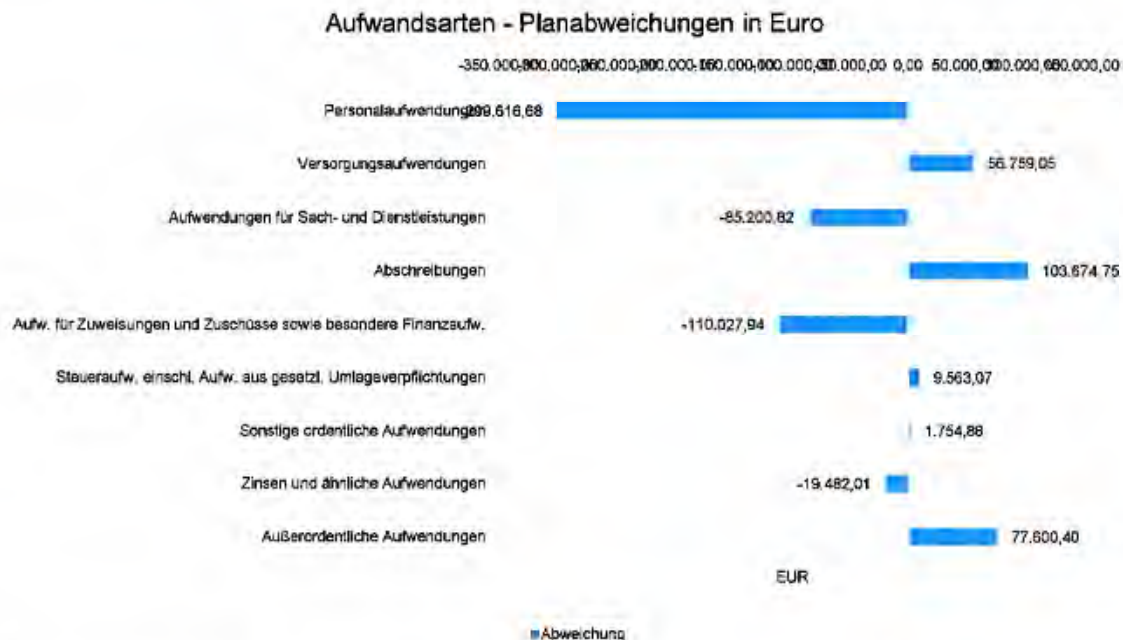 Aufwandsarten - Planabweichungen in Euro
0,00 50.000,00
Personalaufwendungen -299.616,68
Versorgungsaufwendungen 56.759,05
Aufwendungen für Sach- und Dienstleistungen -85.200,82
Abschreibungen 103.674,75
Aufw. für Zuweisungen und Zuschüsse sowie besondere Finanzaufw. -110.027,94
Steueraufw. einschl. Aufw. aus gesetzl. Umlageverpflichtungen 9.563,07
Sonstige ordentliche Aufwendungen
Zinsen und ähnliche Aufwendungen -19.482,01
Außerordentliche Aufwendungen 77.600,40
EUR
Abweichung